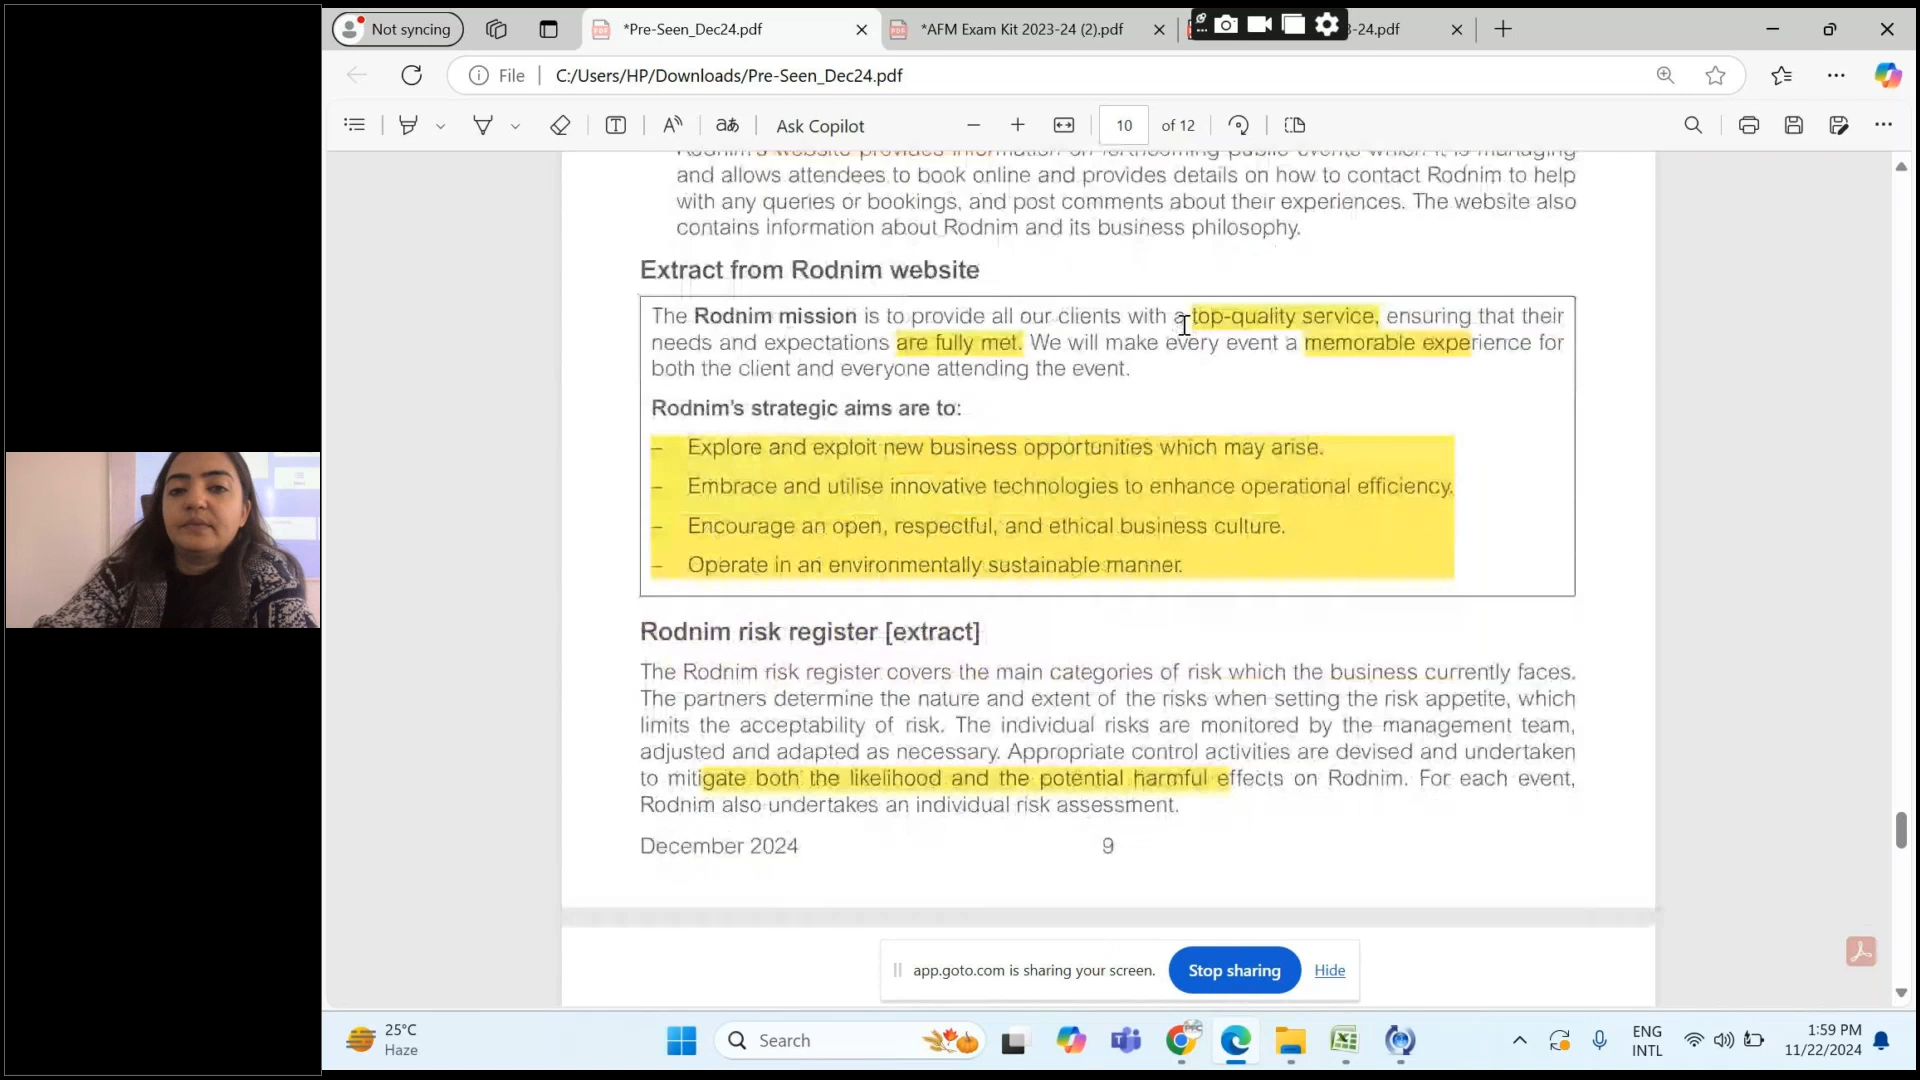 Not syncing
*Pre-Seen_Dec24.pdf
*AFM Exam Kit 2023-24 (2).pdf
3-24.pdf
File
C:/Users/HP/Downloads/Pre-Seen_Dec24.pdf
Ask Copilot
10 of 12
Rodnim's website provides information on forthcoming public events which it is managing
and allows attendees to book online and provides details on how to contact Rodnim to help
with any queries or bookings, and post comments about their experiences. The website also
contains information about Rodnim and its business philosophy.
Extract from Rodnim website
The Rodnim mission is to provide all our clients with a top-quality service, ensuring that their
needs and expectations are fully met. We will make every event a memorable experience for
both the client and everyone attending the event.
Rodnim's strategic aims are to:
– Explore and exploit new business opportunities which may arise.
– Embrace and utilise innovative technologies to enhance operational efficiency.
– Encourage an open, respectful, and ethical business culture.
– Operate in an environmentally sustainable manner.
Rodnim risk register [extract]
The Rodnim risk register covers the main categories of risk which the business currently faces.
The partners determine the nature and extent of the risks when setting the risk appetite, which
limits the acceptability of risk. The individual risks are monitored by the management team,
adjusted and adapted as necessary. Appropriate control activities are devised and undertaken
to mitigate both the likelihood and the potential harmful effects on Rodnim. For each event,
Rodnim also undertakes an individual risk assessment.
December 2024 9
app.goto.com is sharing your screen.
Stop sharing
Hide
25°C
Haze
Search
ENG
INTL
1:59 PM
11/22/2024